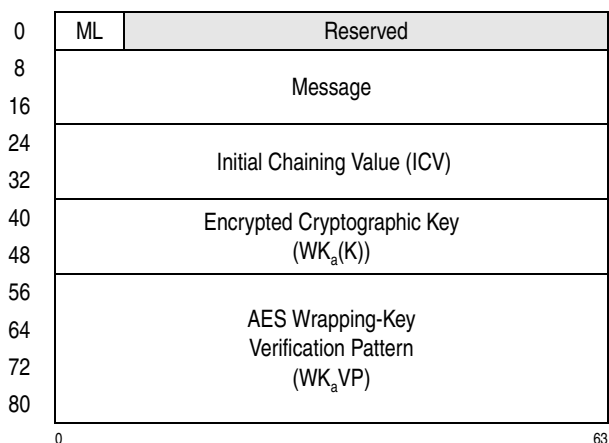 0 ML Reserved
8
Message
16
24
Initial Chaining Value (ICV)
32
40 Encrypted Cryptographic Key
48 (WKₐ(K))
56
AES Wrapping-Key
64
Verification Pattern
72
(WKₐVP)
80
0 63